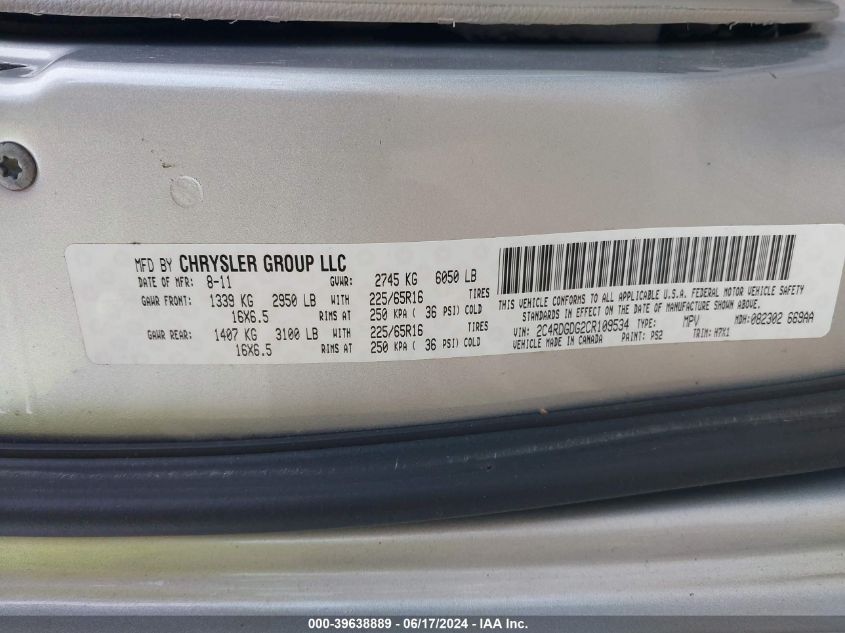 MFD BY CHRYSLER GROUP LLC
DATE OF MFR: 8-11 GVWR: 2745 KG 6050 LB
GAWR FRONT: 1339 KG 2950 LB WITH 225/65R16 TIRES
16X6.5 RIMS AT 250 KPA ( 36 PSI) COLD
GAWR REAR: 1407 KG 3100 LB WITH 225/65R16 TIRES
16X6.5 RIMS AT 250 KPA ( 36 PSI) COLD
THIS VEHICLE CONFORMS TO ALL APPLICABLE U.S.A. FEDERAL MOTOR VEHICLE SAFETY
STANDARDS IN EFFECT ON THE DATE OF MANUFACTURE SHOWN ABOVE.
VIN: 2C4RDGDG2CR109534 TYPE: MPV MDH: 082302 669AA
VEHICLE MADE IN CANADA PAINT: PS2 TRIM: H7X1
000-39638889 - 06/17/2024 - IAA Inc.